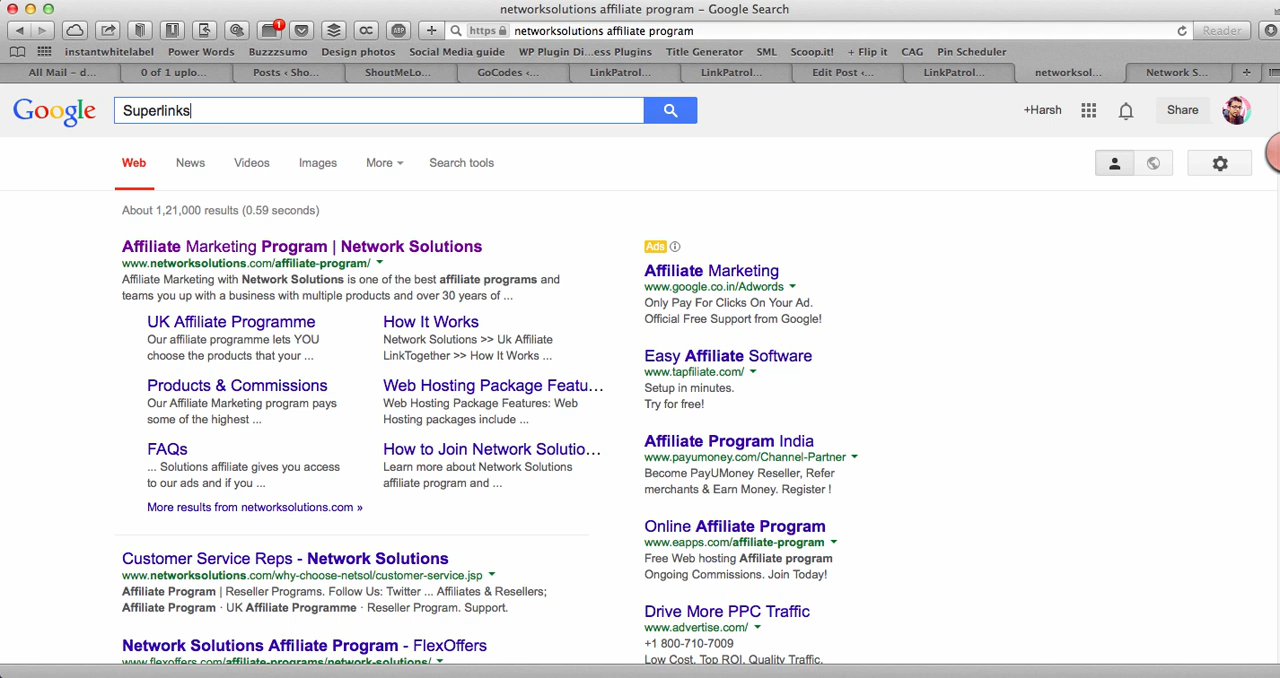 networksolutions affiliate program – Google Search
1
ABP
+
https
networksolutions affiliate program
Reader
instantwhitelabel
Power Words
Buzzzsumo
Design photos
Social Media guide
WP Plugin Di...ess Plugins
Title Generator
SML
Scoop.it!
+ Flip it
CAG
Pin Scheduler
All Mail – d...
0 of 1 uplo...
Posts ‹ Sho...
ShoutMeLo...
GoCodes ‹...
LinkPatrol...
LinkPatrol...
Edit Post ‹...
LinkPatrol...
networksol...
Network S...
+
Google
Superlinks
+Harsh
Share
Web
News
Videos
Images
More
Search tools
About 1,21,000 results (0.59 seconds)
Affiliate Marketing Program | Network Solutions
www.networksolutions.com/affiliate-program/
Affiliate Marketing with Network Solutions is one of the best affiliate programs and
teams you up with a business with multiple products and over 30 years of ...
UK Affiliate Programme
Our affiliate programme lets YOU
choose the products that your ...
How It Works
Network Solutions >> Uk Affiliate
LinkTogether >> How It Works ...
Products & Commissions
Our Affiliate Marketing program pays
some of the highest ...
Web Hosting Package Featu...
Web Hosting Package Features: Web
Hosting packages include ...
FAQs
... Solutions affiliate gives you access
to our ads and if you ...
How to Join Network Solutio...
Learn more about Network Solutions
affiliate program and ...
More results from networksolutions.com »
Customer Service Reps - Network Solutions
www.networksolutions.com/why-choose-netsol/customer-service.jsp
Affiliate Program | Reseller Programs. Follow Us: Twitter ... Affiliates & Resellers;
Affiliate Program · UK Affiliate Programme · Reseller Program. Support.
Network Solutions Affiliate Program - FlexOffers
www.flexoffers.com/affiliate-programs/network-solutions/
Ads
Affiliate Marketing
www.google.co.in/Adwords
Only Pay For Clicks On Your Ad.
Official Free Support from Google!
Easy Affiliate Software
www.tapfiliate.com/
Setup in minutes.
Try for free!
Affiliate Program India
www.payumoney.com/Channel-Partner
Become PayUMoney Reseller, Refer
merchants & Earn Money. Register !
Online Affiliate Program
www.eapps.com/affiliate-program
Free Web hosting Affiliate program
Ongoing Commissions. Join Today!
Drive More PPC Traffic
www.advertise.com/
+1 800-710-7009
Low Cost, Top ROI, Quality Traffic.